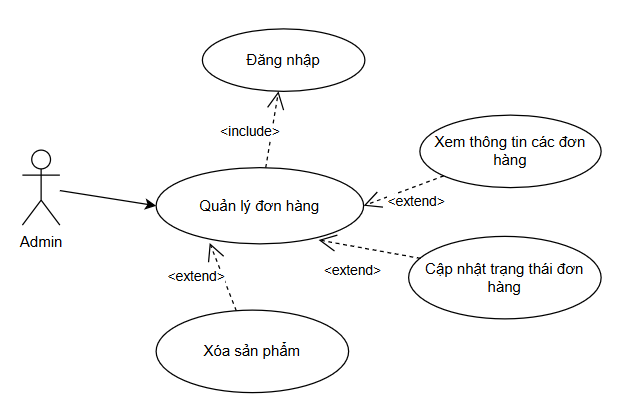 Đăng nhập
<include>
Xem thông tin các đơn
hàng
Quản lý đơn hàng
<extend>
Admin
Cập nhật trạng thái đơn
hàng
<extend>
<extend>
Xóa sản phẩm